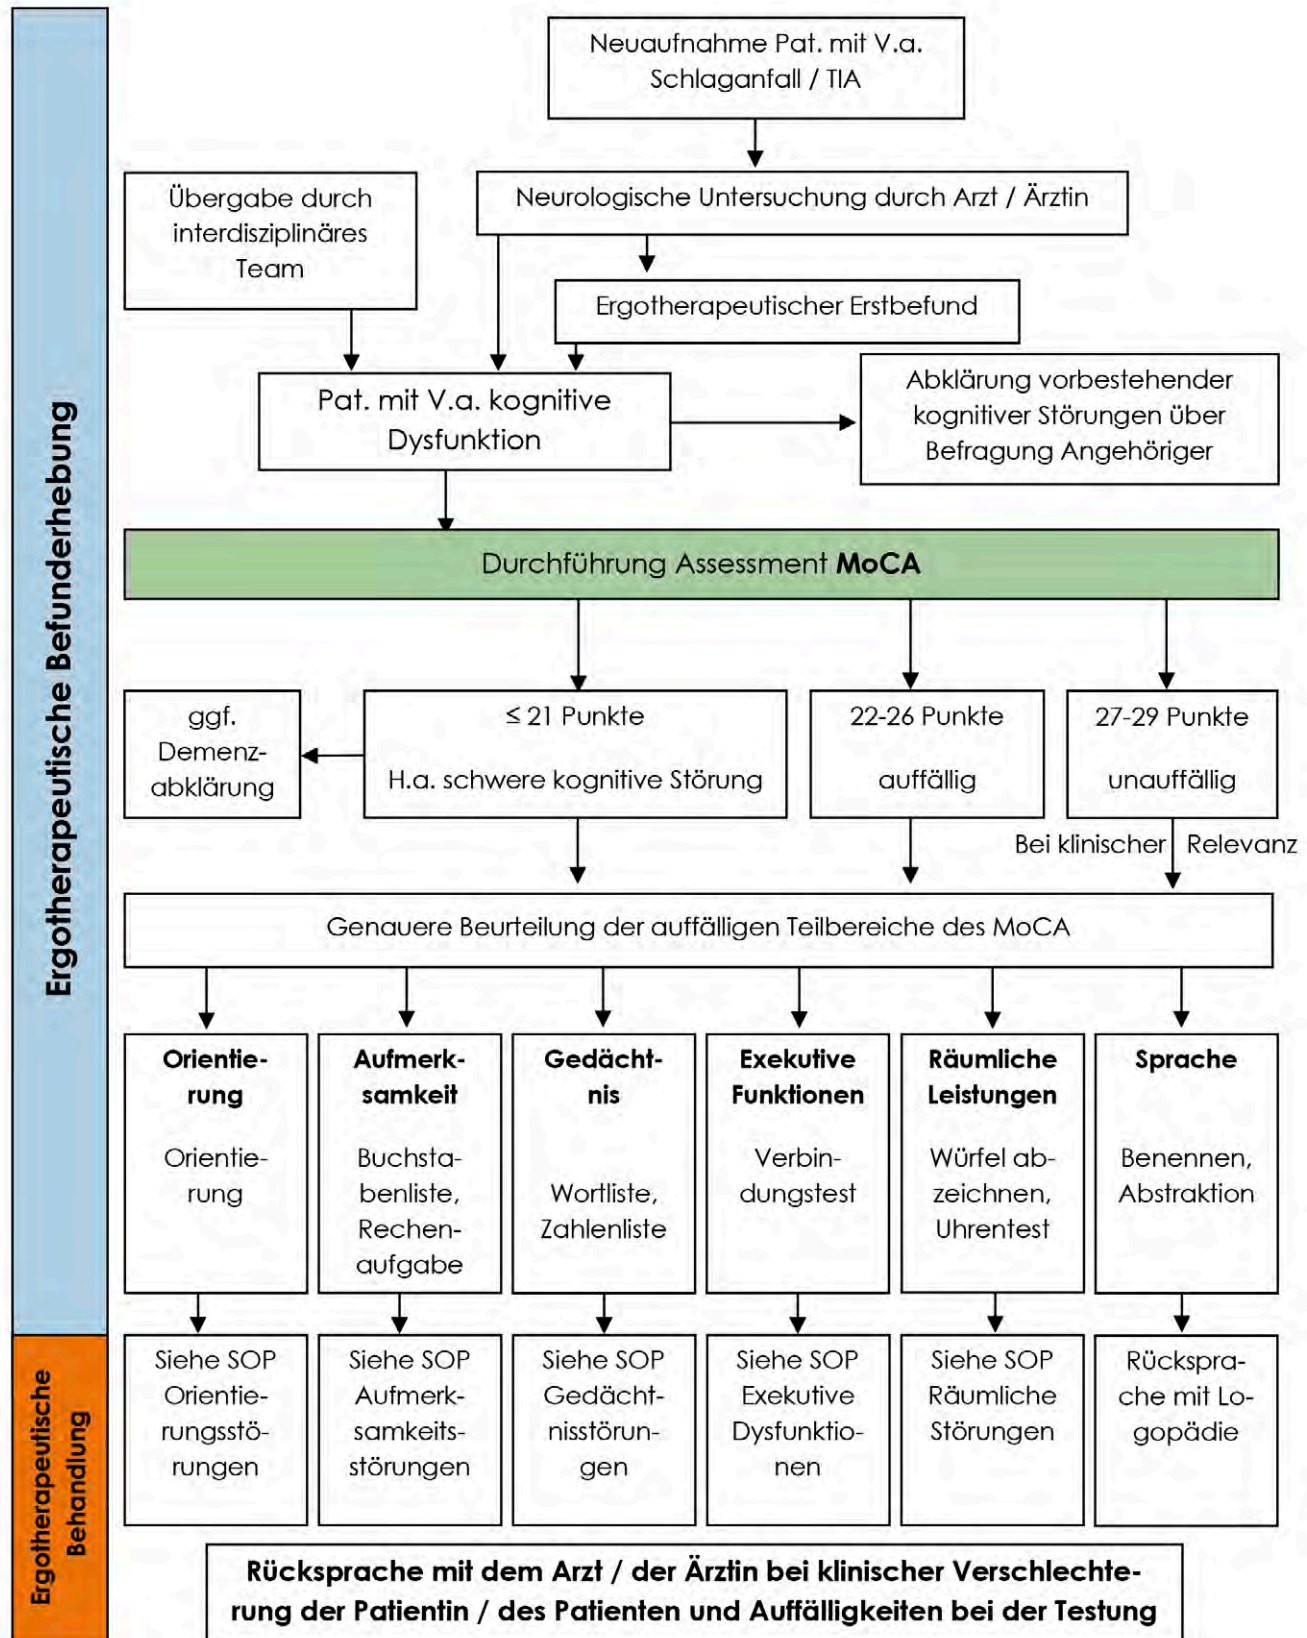 Ergotherapeutische Befunderhebung
Neuaufnahme Pat. mit V.a.
Schlaganfall / TIA
Übergabe durch
interdisziplinäres
Team
Neurologische Untersuchung durch Arzt / Ärztin
Ergotherapeutischer Erstbefund
Pat. mit V.a. kognitive
Dysfunktion
Abklärung vorbestehender
kognitiver Störungen über
Befragung Angehöriger
Durchführung Assessment MoCA
ggf.
Demenz-
abklärung
≤ 21 Punkte
H.a. schwere kognitive Störung
22-26 Punkte
auffällig
27-29 Punkte
unauffällig
Bei klinischer Relevanz
Genauere Beurteilung der auffälligen Teilbereiche des MoCA
Orientie-
rung
Orientie-
rung
Aufmerk-
samkeit
Buchsta-
benliste,
Rechen-
aufgabe
Gedächt-
nis
Wortliste,
Zahlenliste
Exekutive
Funktionen
Verbin-
dungstest
Räumliche
Leistungen
Würfel ab-
zeichnen,
Uhrentest
Sprache
Benennen,
Abstraktion
Ergotherapeutische
Behandlung
Siehe SOP
Orientie-
rungsstö-
rungen
Siehe SOP
Aufmerk-
samkeits-
störungen
Siehe SOP
Gedächt-
nisstörun-
gen
Siehe SOP
Exekutive
Dysfunktio-
nen
Siehe SOP
Räumliche
Störungen
Rückspra-
che mit Lo-
gopädie
Rücksprache mit dem Arzt / der Ärztin bei klinischer Verschlechte-
rung der Patientin / des Patienten und Auffälligkeiten bei der Testung